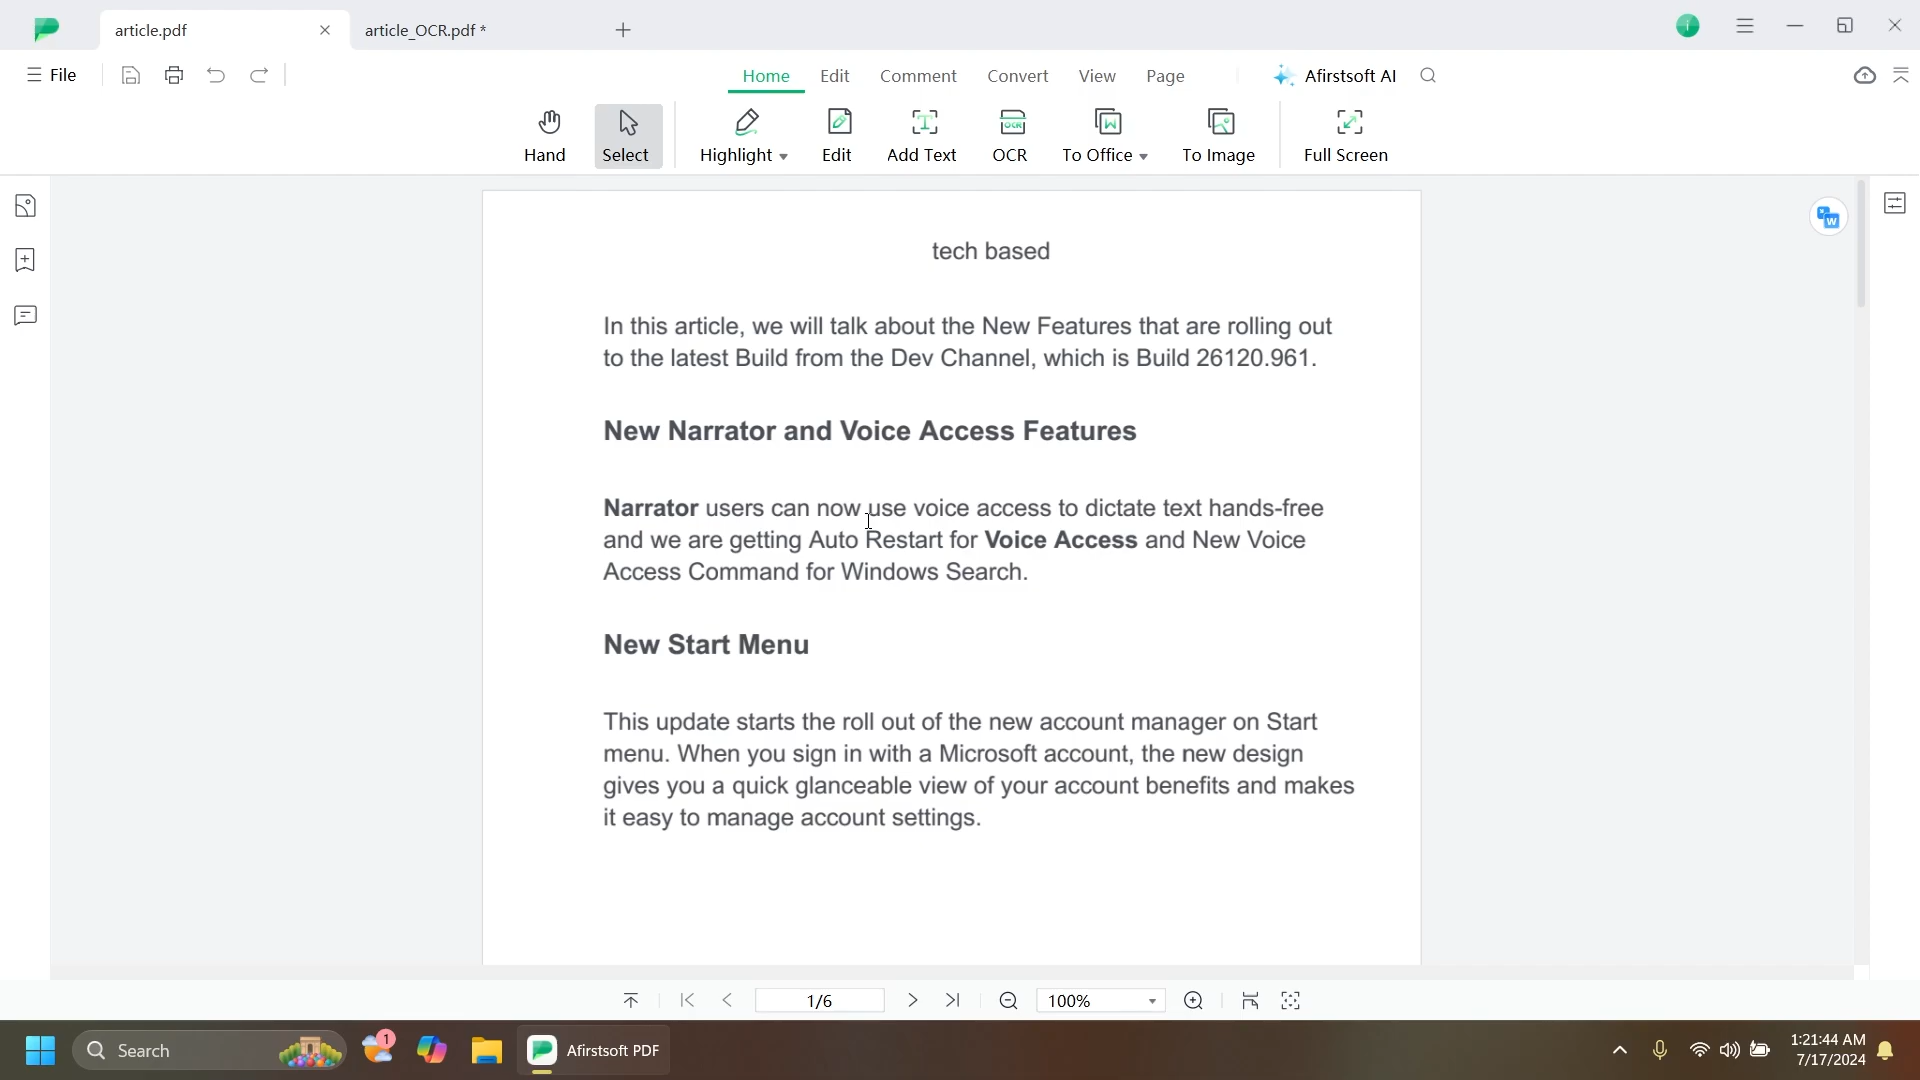 article.pdf
article_OCR.pdf *
File
Home
Edit
Comment
Convert
View
Page
Afirstsoft AI
Hand
Select
Highlight
Edit
Add Text
OCR
To Office
To Image
Full Screen
tech based
In this article, we will talk about the New Features that are rolling out
to the latest Build from the Dev Channel, which is Build 26120.961.
New Narrator and Voice Access Features
Narrator users can now use voice access to dictate text hands-free
and we are getting Auto Restart for Voice Access and New Voice
Access Command for Windows Search.
New Start Menu
This update starts the roll out of the new account manager on Start
menu. When you sign in with a Microsoft account, the new design
gives you a quick glanceable view of your account benefits and makes
it easy to manage account settings.
1/6
100%
Search
1
Afirstsoft PDF
1:21:44 AM
7/17/2024